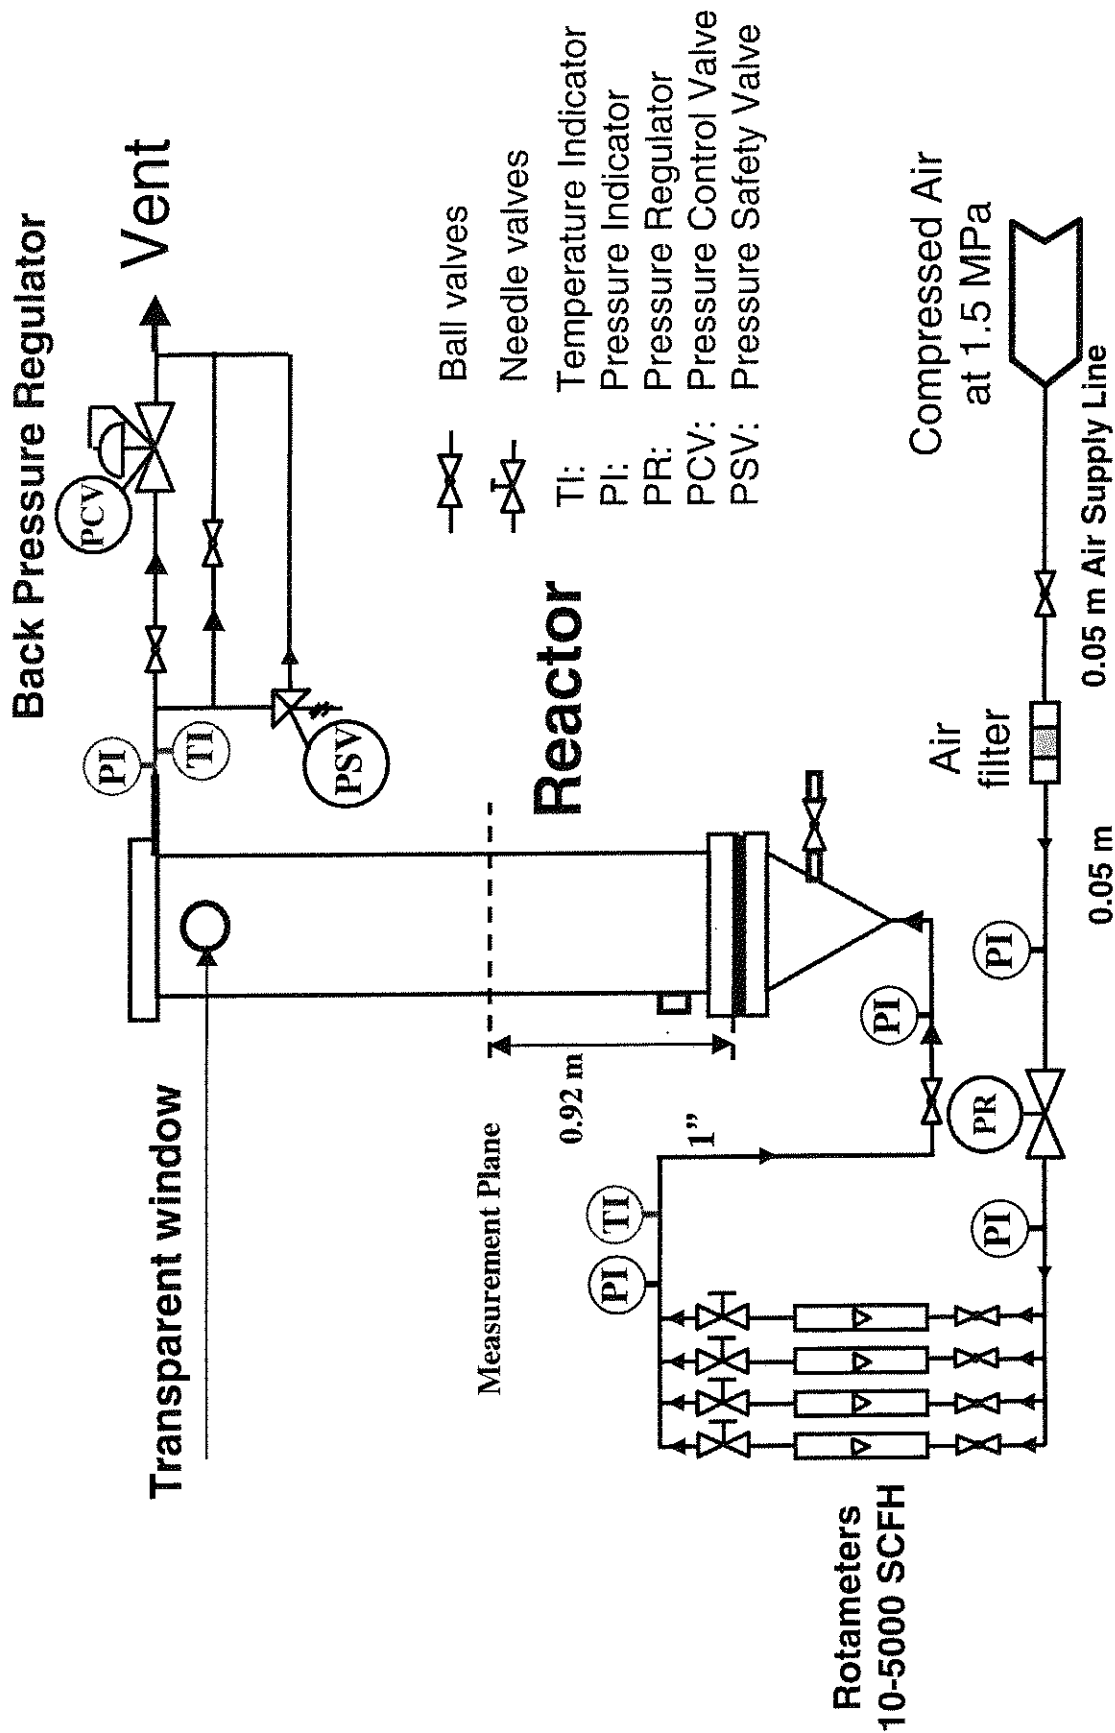 Back Pressure Regulator
Vent
PCV
PI
TI
PSV
Transparent window
Ball valves
Needle valves
TI: Temperature Indicator
PI: Pressure Indicator
PR: Pressure Regulator
PCV: Pressure Control Valve
PSV: Pressure Safety Valve
Reactor
Measurement Plane
0.92 m
1”
PI
TI
PI
Rotameters
10-5000 SCFH
PI
PR
PI
Air
filter
Compressed Air
at 1.5 MPa
0.05 m
0.05 m Air Supply Line